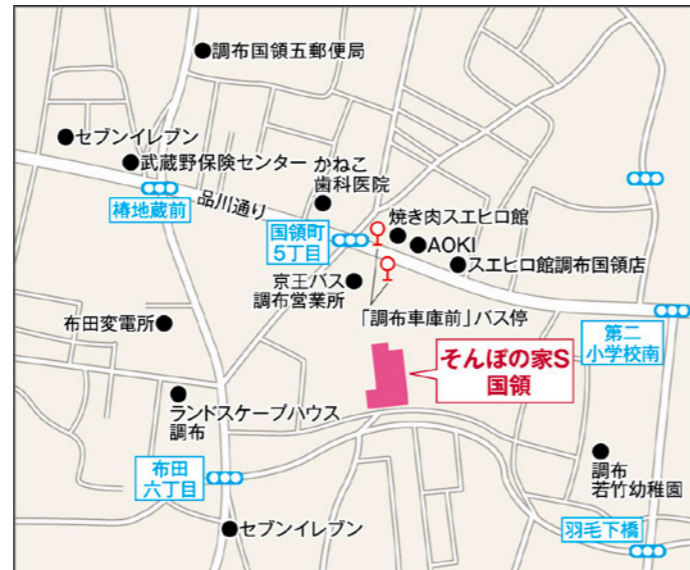 調布国領五郵便局
セブンイレブン
武蔵野保険センター
かねこ
歯科医院
椿地蔵前
品川通り
国領町
5丁目
焼き肉スエヒロ館
AOKI
スエヒロ館調布国領店
京王バス
調布営業所
「調布車庫前」バス停
布田変電所
第二
小学校南
そんぽの家S
国領
ランドスケープハウス
調布
布田
六丁目
調布
若竹幼稚園
セブンイレブン
羽毛下橋